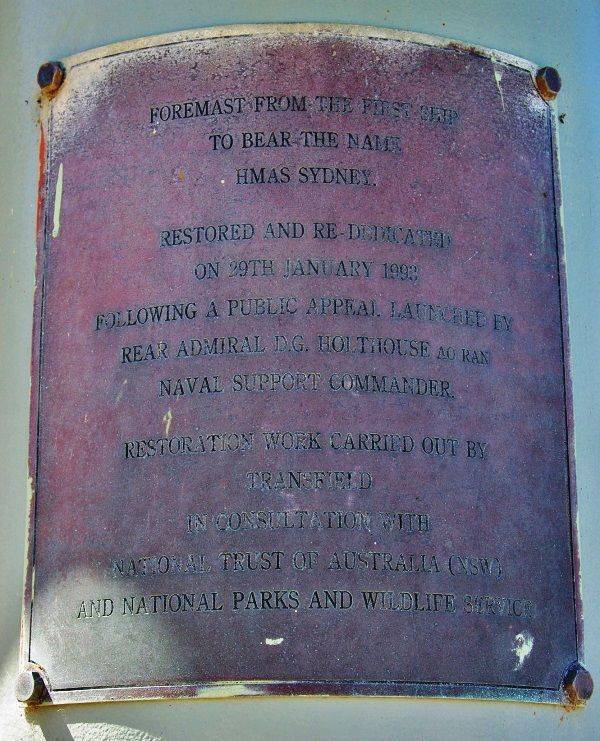 FOREMAST FROM THE FIRST SHIP
TO BEAR THE NAME
HMAS SYDNEY.
RESTORED AND RE-DEDICATED
ON 29TH JANUARY 1993
FOLLOWING A PUBLIC APPEAL LAUNCHED BY
REAR ADMIRAL D.G. HOLTHOUSE AO RAN
NAVAL SUPPORT COMMANDER.
RESTORATION WORK CARRIED OUT BY
TRANSFIELD
IN CONSULTATION WITH
NATIONAL TRUST OF AUSTRALIA (NSW)
AND NATIONAL PARKS AND WILDLIFE SERVICE